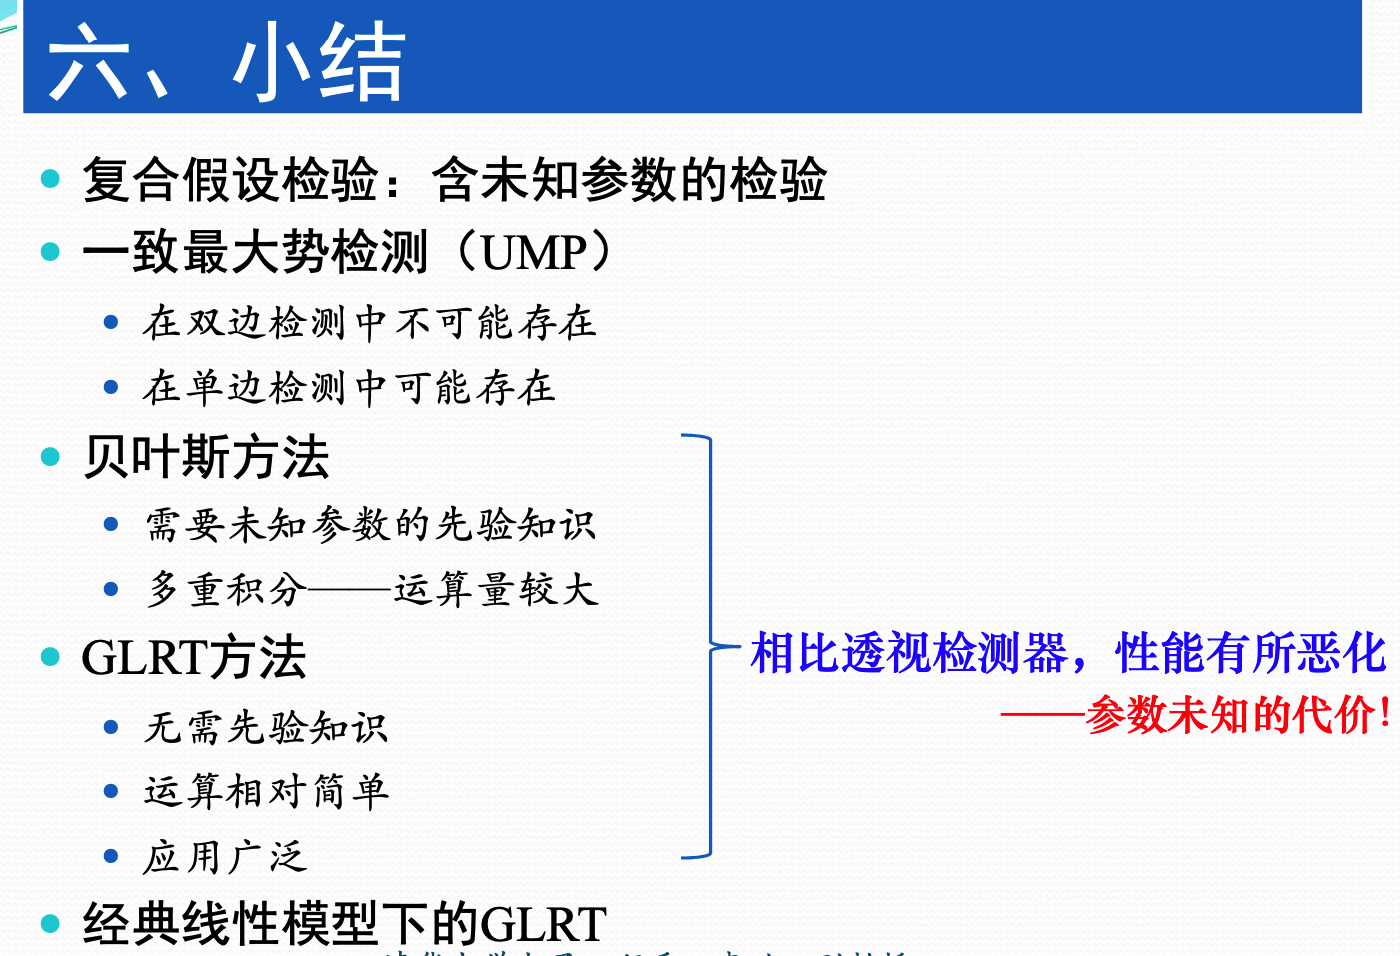 六、小结
复合假设检验：含未知参数的检验
一致最大势检测（UMP）
在双边检测中不可能存在
在单边检测中可能存在
贝叶斯方法
需要未知参数的先验知识
多重积分——运算量较大
GLRT方法
无需先验知识
运算相对简单
应用广泛
相比透视检测器，性能有所恶化
——参数未知的代价!
经典线性模型下的GLRT